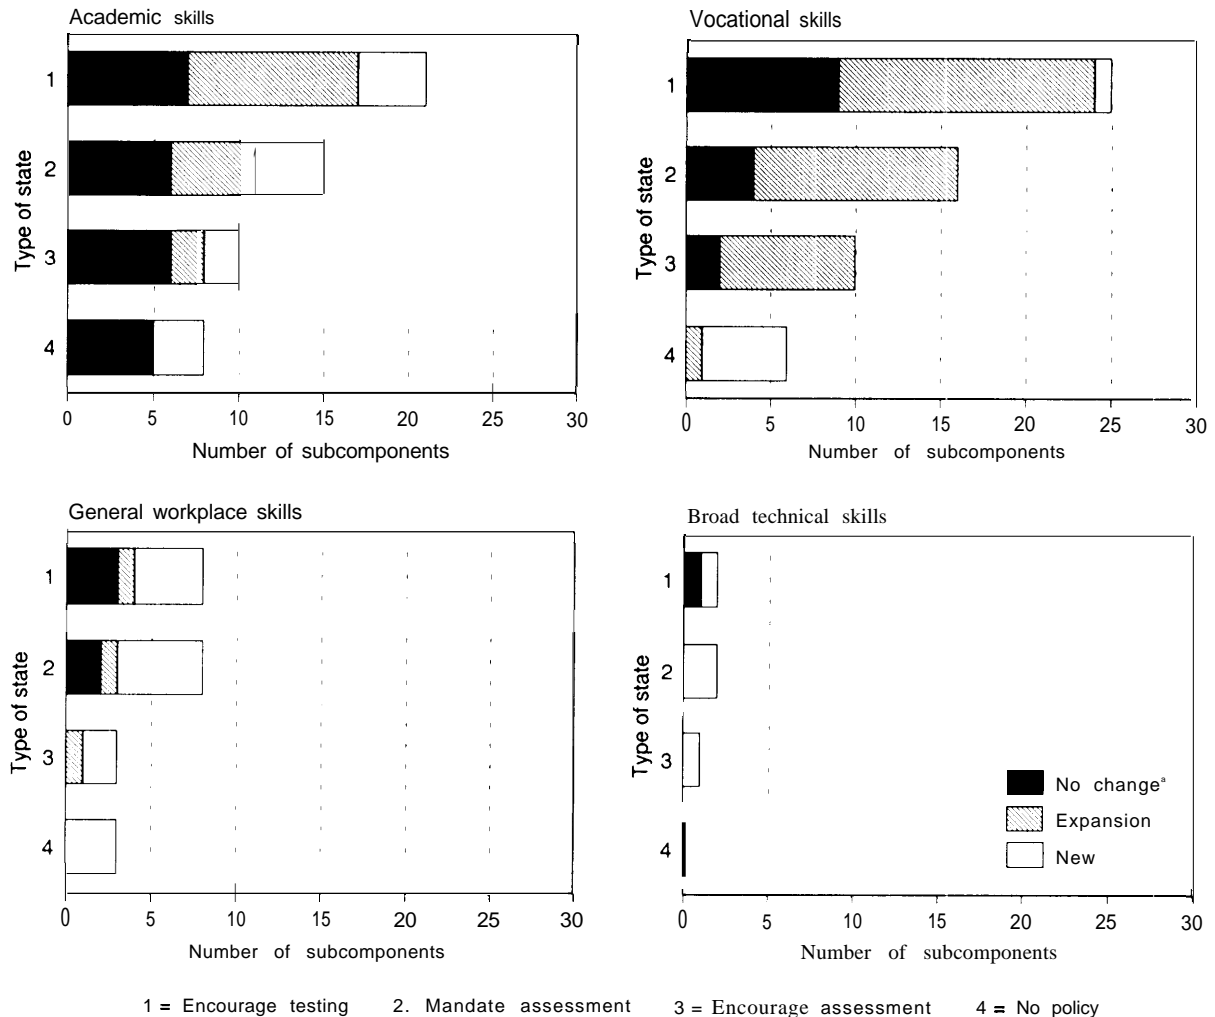 Academic skills
Type of state
1
2
3
4
0 5 10 15 20 25 30
Number of subcomponents
Vocational skills
Type of state
1
2
3
4
0 5 10 15 20 25 30
Number of subcomponents
General workplace skills
Type of state
1
2
3
4
0 5 10 15 20 25 30
Number of subcomponents
Broad technical skills
Type of state
1
2
3
4
0 5 10 15 20 25 30
Number of subcomponents
No changeᵃ
Expansion
New
1 = Encourage testing 2. Mandate assessment 3 = Encourage assessment 4 = No policy